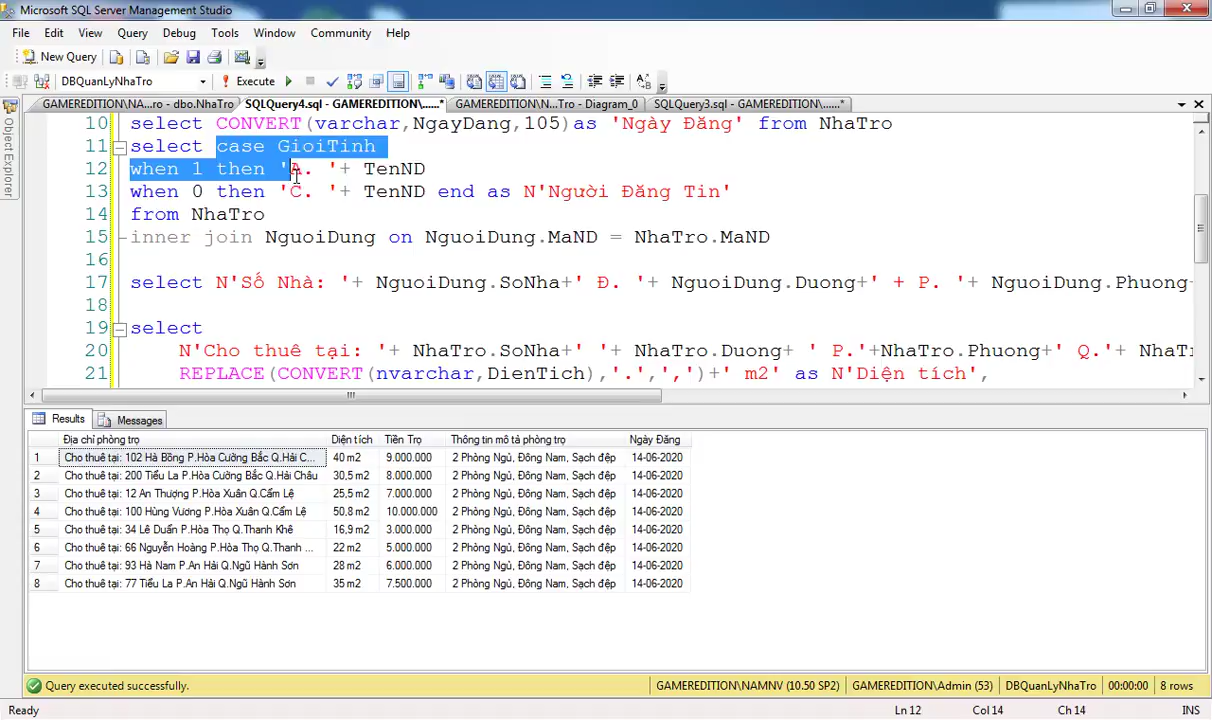 Microsoft SQL Server Management Studio
File Edit View Query Debug Tools Window Community Help
New Query
DBQuanLyNhaTro Execute
GAMEREDITION\NA...ro - dbo.NhaTro SQLQuery4.sql - GAMEREDITION\......* GAMEREDITION\N...Tro - Diagram_0 SQLQuery3.sql - GAMEREDITION\......*
Object Explorer
10 select CONVERT(varchar,NgayDang,105)as 'Ngày Đăng' from NhaTro
11 select case GioiTinh
12 when 1 then 'A. '+ TenND
13 when 0 then 'C. '+ TenND end as N'Người Đăng Tin'
14 from NhaTro
15 inner join NguoiDung on NguoiDung.MaND = NhaTro.MaND
16
17 select N'Số Nhà: '+ NguoiDung.SoNha+' Đ. '+ NguoiDung.Duong+' + P. '+ NguoiDung.Phuong+
18
19 select
20 N'Cho thuê tại: '+ NhaTro.SoNha+' '+ NhaTro.Duong+ ' P.'+NhaTro.Phuong+' Q.'+ NhaT
21 REPLACE(CONVERT(nvarchar,DienTich),'.',',')+' m2' as N'Diện tích',
Results Messages
Địa chỉ phòng trọ Diện tích Tiền Trọ Thông tin mô tả phòng trọ Ngày Đăng
1 Cho thuê tại: 102 Hà Bồng P.Hòa Cường Bắc Q.Hải C... 40 m2 9.000.000 2 Phòng Ngủ, Đông Nam, Sạch đệp 14-06-2020
2 Cho thuê tại: 200 Tiểu La P.Hòa Cường Bắc Q.Hải Châu 30,5 m2 8.000.000 2 Phòng Ngủ, Đông Nam, Sạch đệp 14-06-2020
3 Cho thuê tại: 12 An Thượng P.Hòa Xuân Q.Cẩm Lệ 25,5 m2 7.000.000 2 Phòng Ngủ, Đông Nam, Sạch đệp 14-06-2020
4 Cho thuê tại: 100 Hùng Vương P.Hòa Xuân Q.Cẩm Lệ 50,8 m2 10.000.000 2 Phòng Ngủ, Đông Nam, Sạch đệp 14-06-2020
5 Cho thuê tại: 34 Lê Duẩn P.Hòa Thọ Q.Thanh Khê 16,9 m2 3.000.000 2 Phòng Ngủ, Đông Nam, Sạch đệp 14-06-2020
6 Cho thuê tại: 66 Nguyễn Hoàng P.Hòa Thọ Q.Thanh ... 22 m2 5.000.000 2 Phòng Ngủ, Đông Nam, Sạch đệp 14-06-2020
7 Cho thuê tại: 93 Hà Nam P.An Hải Q.Ngũ Hành Sơn 28 m2 6.000.000 2 Phòng Ngủ, Đông Nam, Sạch đệp 14-06-2020
8 Cho thuê tại: 77 Tiểu La P.An Hải Q.Ngũ Hành Sơn 35 m2 7.500.000 2 Phòng Ngủ, Đông Nam, Sạch đệp 14-06-2020
Query executed successfully. GAMEREDITION\NAMNV (10.50 SP2) GAMEREDITION\Admin (53) DBQuanLyNhaTro 00:00:00 8 rows
Ready Ln 12 Col 14 Ch 14 INS